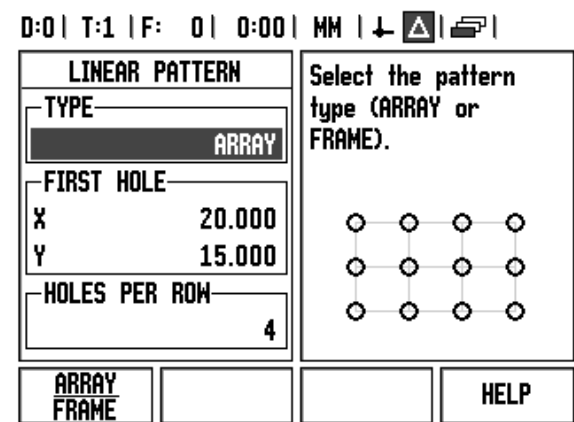 D:0| T:1 |F: 0| 0:00| MM
LINEAR PATTERN
TYPE
ARRAY
FIRST HOLE
X 20.000
Y 15.000
HOLES PER ROW
4
Select the pattern
type (ARRAY or
FRAME).
ARRAY
FRAME
HELP